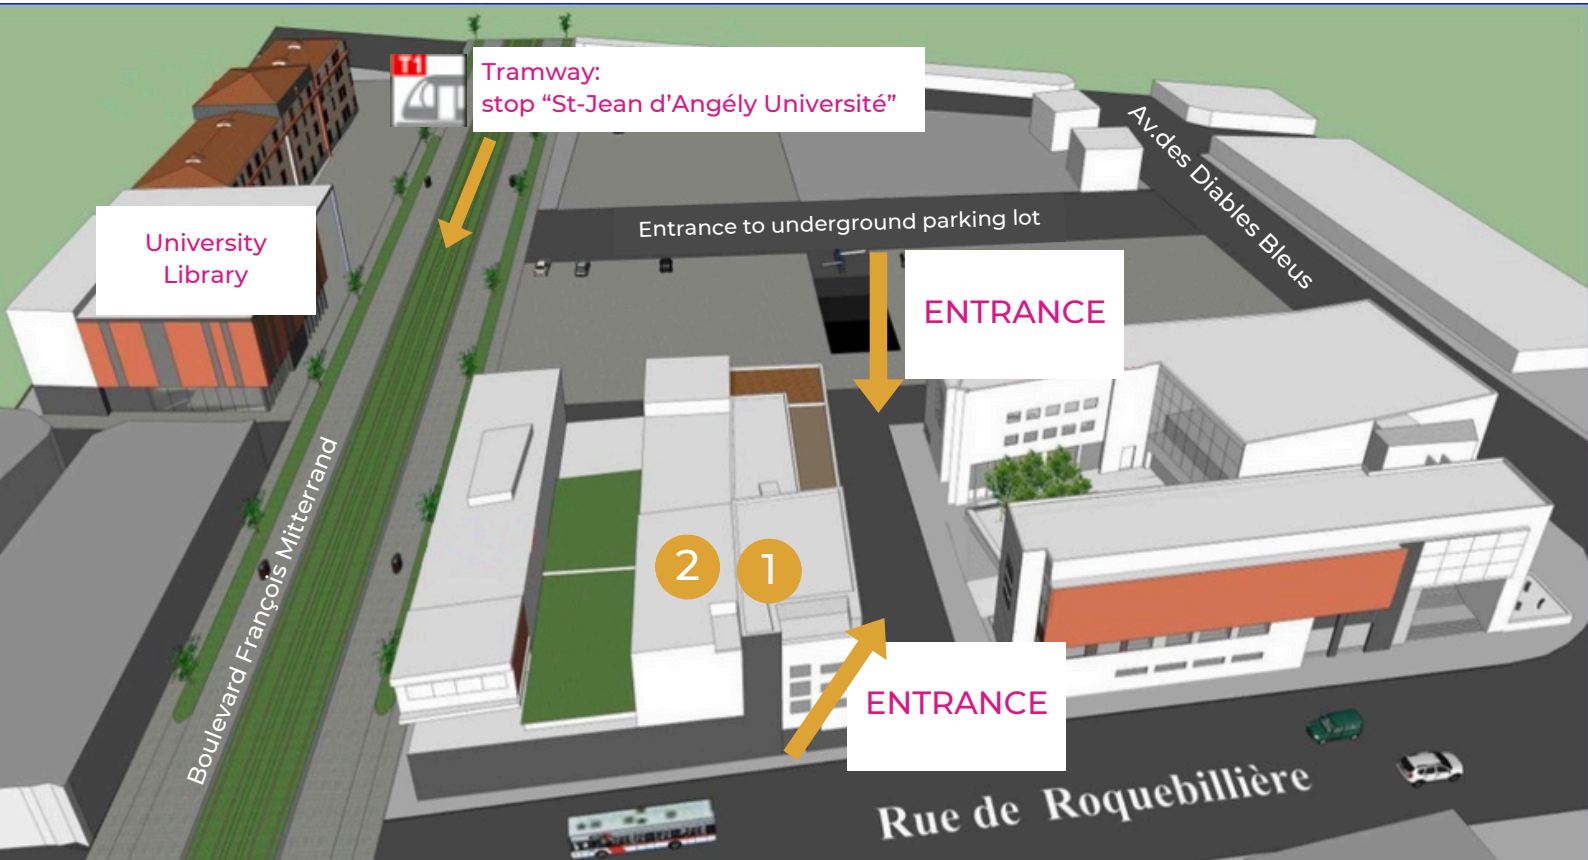 T1
Tramway:
stop “St-Jean d’Angély Université”
Av.des Diables Bleus
University
Library
Entrance to underground parking lot
ENTRANCE
Boulevard François Mitterrand
2
1
ENTRANCE
Rue de Roquebillière